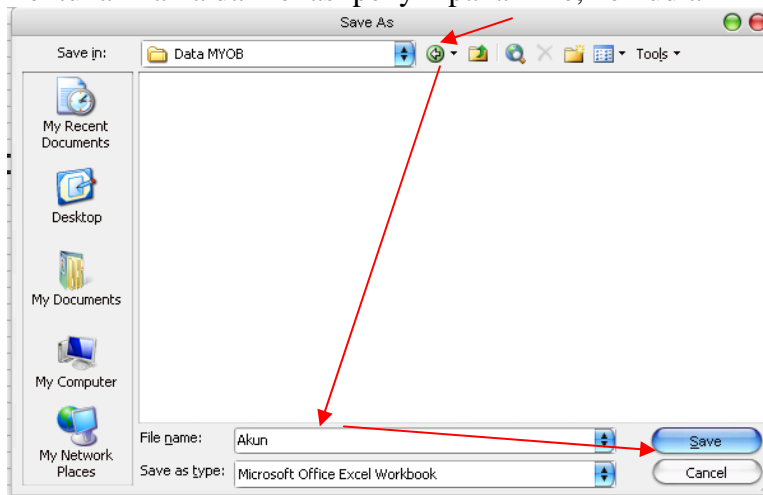 Save As
Save in:
Data MYOB
Tools
My Recent
Documents
Desktop
My Documents
My Computer
My Network
Places
File name:
Akun
Save
Save as type:
Microsoft Office Excel Workbook
Cancel